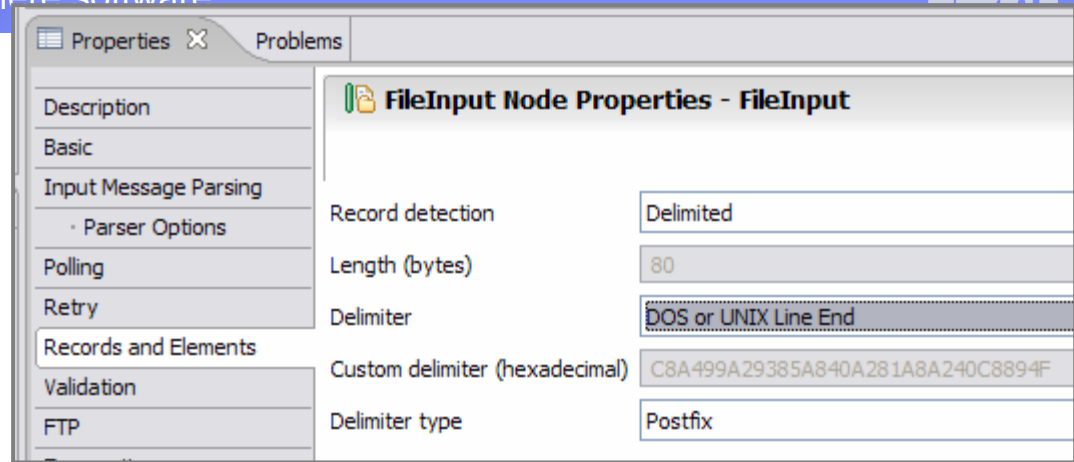 Properties Problems
FileInput Node Properties - FileInput
Description
Basic
Input Message Parsing
· Parser Options
Polling
Retry
Records and Elements
Validation
FTP
Record detection Delimited
Length (bytes) 80
Delimiter DOS or UNIX Line End
Custom delimiter (hexadecimal) C8A499A29385A840A281A8A240C8894F
Delimiter type Postfix